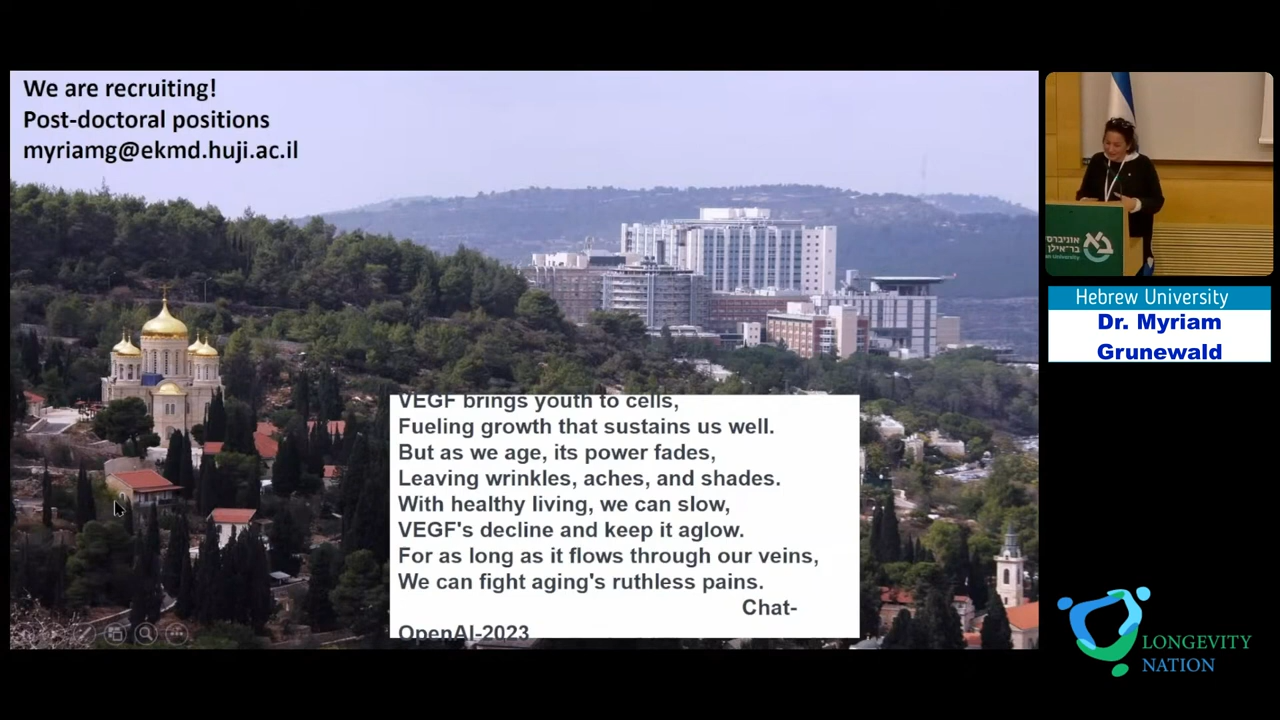 We are recruiting!
Post-doctoral positions
myriamg@ekmd.huji.ac.il
VEGF brings youth to cells,
Fueling growth that sustains us well.
But as we age, its power fades,
Leaving wrinkles, aches, and shades.
With healthy living, we can slow,
VEGF's decline and keep it aglow.
For as long as it flows through our veins,
We can fight aging's ruthless pains.
Chat-
OpenAI-2023
בר־אילן
Hebrew University
Dr. Myriam
Grunewald
LONGEVITY
NATION